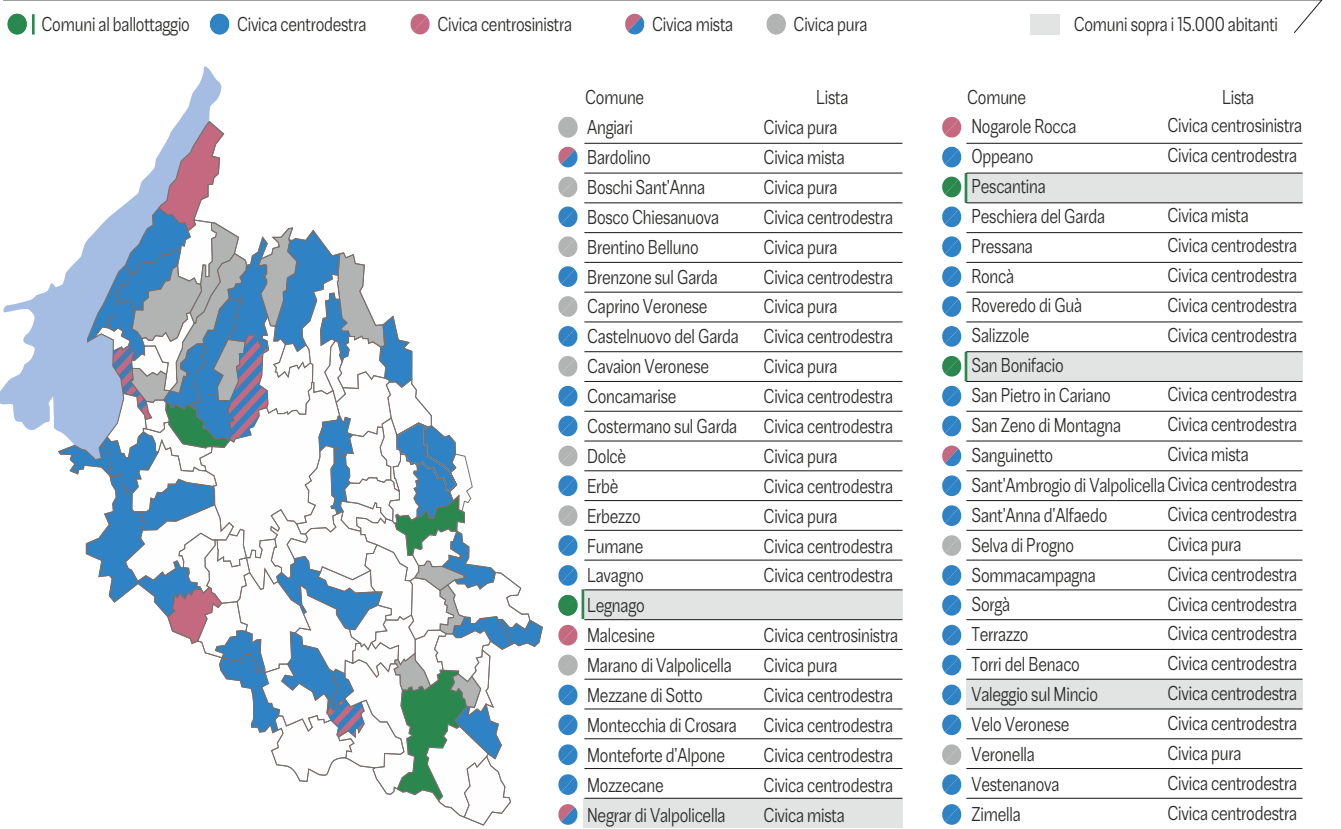 Comuni al ballottaggio Civica centrodestra Civica centrosinistra Civica mista Civica pura Comuni sopra i 15.000 abitanti
Comune Lista
Angiari Civica pura
Bardolino Civica mista
Boschi Sant'Anna Civica pura
Bosco Chiesanuova Civica centrodestra
Brentino Belluno Civica pura
Brenzone sul Garda Civica centrodestra
Caprino Veronese Civica pura
Castelnuovo del Garda Civica centrodestra
Cavaion Veronese Civica pura
Concamarise Civica centrodestra
Costermano sul Garda Civica centrodestra
Dolcè Civica pura
Erbè Civica centrodestra
Erbezzo Civica pura
Fumane Civica centrodestra
Lavagno Civica centrodestra
Legnago
Malcesine Civica centrosinistra
Marano di Valpolicella Civica pura
Mezzane di Sotto Civica centrodestra
Montecchia di Crosara Civica centrodestra
Monteforte d'Alpone Civica centrodestra
Mozzecane Civica centrodestra
Negrar di Valpolicella Civica mista
Comune Lista
Nogarole Rocca Civica centrosinistra
Oppeano Civica centrodestra
Pescantina
Peschiera del Garda Civica mista
Pressana Civica centrodestra
Roncà Civica centrodestra
Roveredo di Guà Civica centrodestra
Salizzole Civica centrodestra
San Bonifacio
San Pietro in Cariano Civica centrodestra
San Zeno di Montagna Civica centrodestra
Sanguinetto Civica mista
Sant'Ambrogio di Valpolicella Civica centrodestra
Sant'Anna d'Alfaedo Civica centrodestra
Selva di Progno Civica pura
Sommacampagna Civica centrodestra
Sorgà Civica centrodestra
Terrazzo Civica centrodestra
Torri del Benaco Civica centrodestra
Valeggio sul Mincio Civica centrodestra
Velo Veronese Civica centrodestra
Veronella Civica pura
Vestenanova Civica centrodestra
Zimella Civica centrodestra